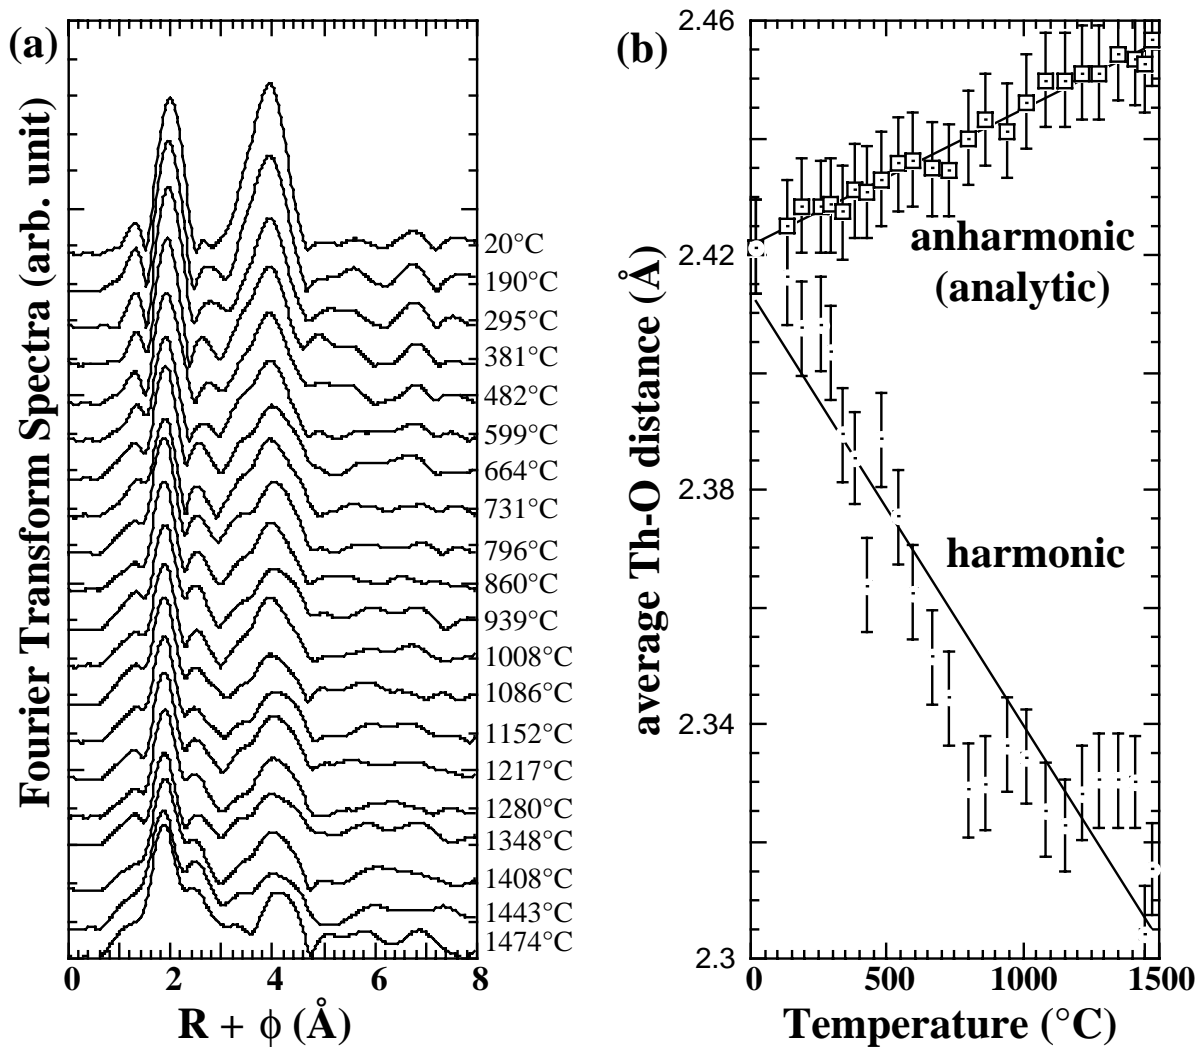 (a)
Fourier Transform Spectra (arb. unit)
20°C
190°C
295°C
381°C
482°C
599°C
664°C
731°C
796°C
860°C
939°C
1008°C
1086°C
1152°C
1217°C
1280°C
1348°C
1408°C
1443°C
1474°C
0 2 4 6 8
R + ϕ (Å)
(b)
average Th-O distance (Å)
2.46
2.42
2.38
2.34
2.3
anharmonic
(analytic)
harmonic
0 500 1000 1500
Temperature (°C)